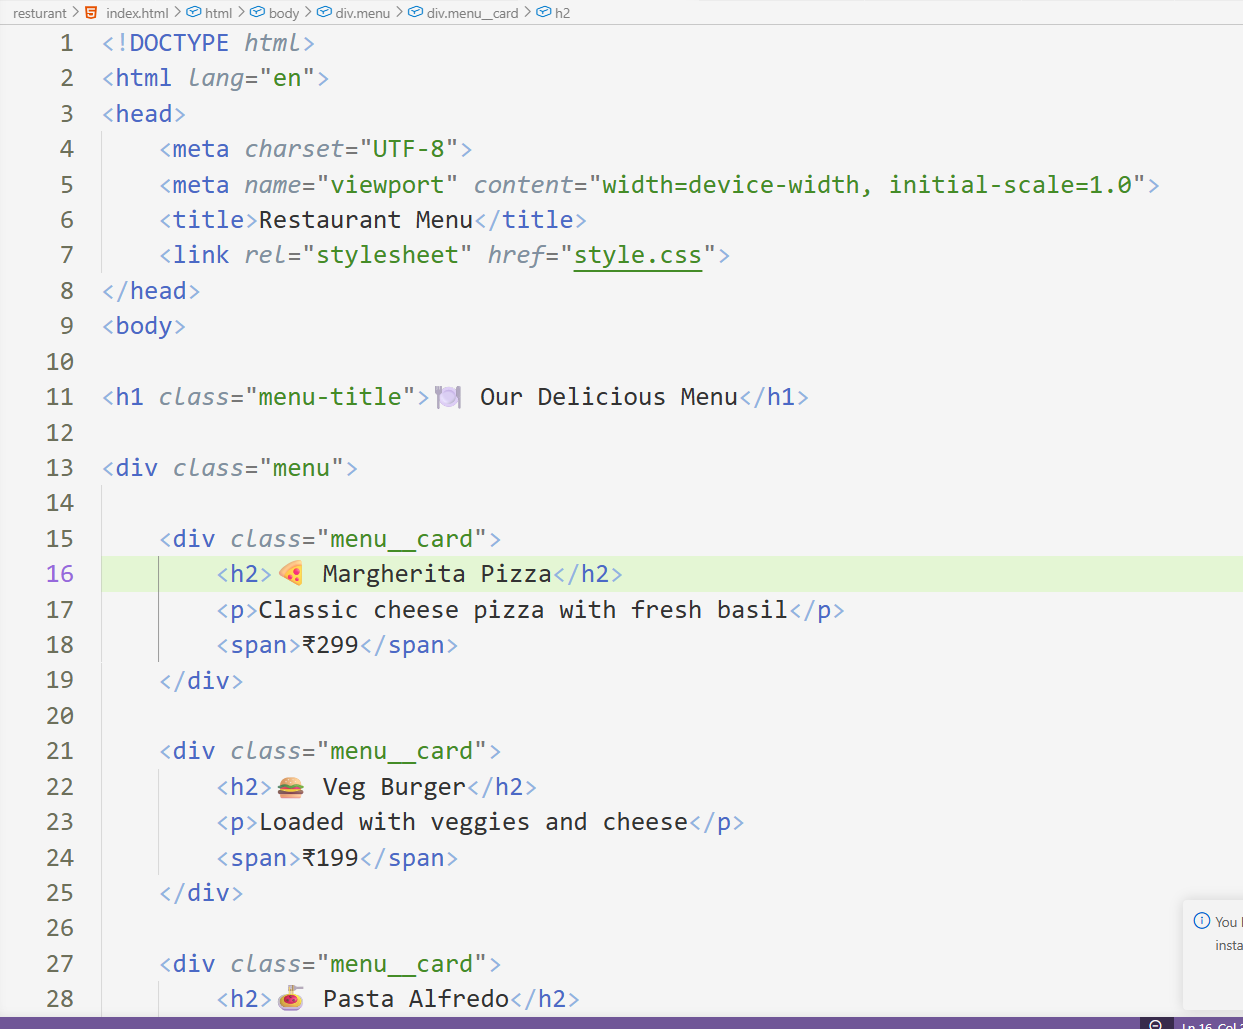 resturant > index.html > html > body > div.menu > div.menu__card > h2
1 <!DOCTYPE html>
2 <html lang="en">
3 <head>
4     <meta charset="UTF-8">
5     <meta name="viewport" content="width=device-width, initial-scale=1.0">
6     <title>Restaurant Menu</title>
7     <link rel="stylesheet" href="style.css">
8 </head>
9 <body>
10
11 <h1 class="menu-title">🍽️ Our Delicious Menu</h1>
12
13 <div class="menu">
14
15     <div class="menu__card">
16         <h2>🍕 Margherita Pizza</h2>
17         <p>Classic cheese pizza with fresh basil</p>
18         <span>₹299</span>
19     </div>
20
21     <div class="menu__card">
22         <h2>🍔 Veg Burger</h2>
23         <p>Loaded with veggies and cheese</p>
24         <span>₹199</span>
25     </div>
26
27     <div class="menu__card">
28         <h2>🍝 Pasta Alfredo</h2>
You
Ln 16, Col